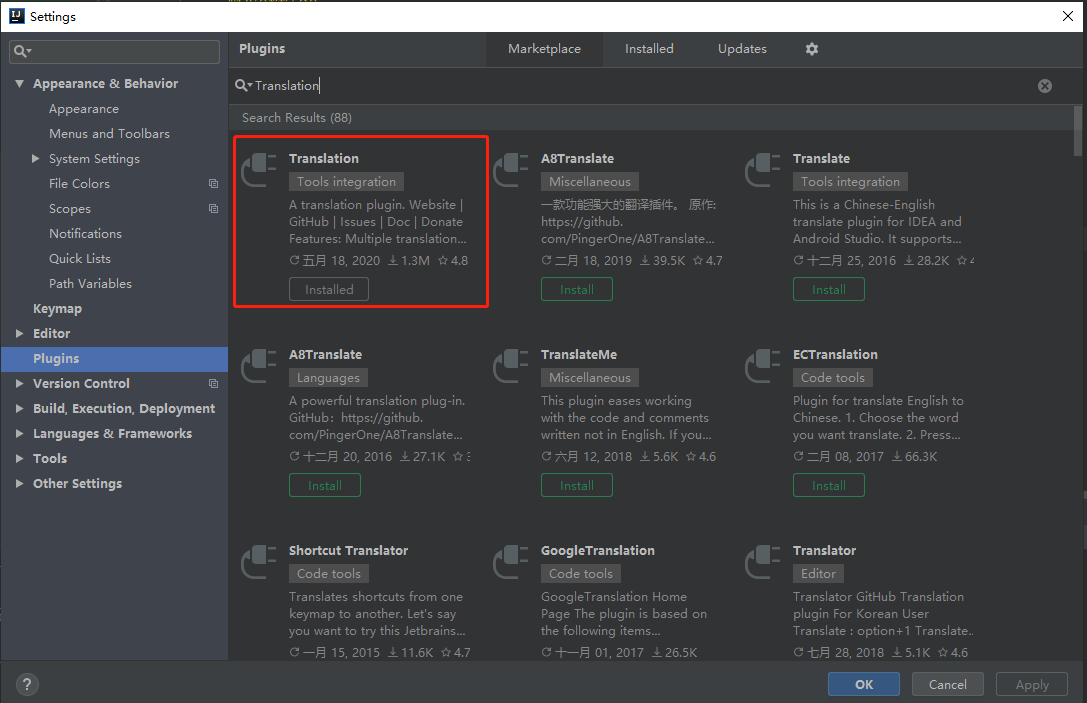 Settings
Plugins
Marketplace
Installed
Updates
Translation
Search Results (88)
Appearance & Behavior
Appearance
Menus and Toolbars
System Settings
File Colors
Scopes
Notifications
Quick Lists
Path Variables
Keymap
Editor
Plugins
Version Control
Build, Execution, Deployment
Languages & Frameworks
Tools
Other Settings
Translation
Tools integration
A translation plugin. Website |
GitHub | Issues | Doc | Donate
Features: Multiple translation...
五月 18, 2020 1.3M 4.8
Installed
A8Translate
Miscellaneous
一款功能强大的翻译插件。 原作:
https://github.
com/PingerOne/A8Translate...
二月 18, 2019 39.5K 4.7
Install
Translate
Tools integration
This is a Chinese-English
translate plugin for IDEA and
Android Studio. It supports...
十二月 25, 2016 28.2K
Install
A8Translate
Languages
A powerful translation plug-in.
GitHub: https://github.
com/PingerOne/A8Translate...
十二月 20, 2016 27.1K
Install
TranslateMe
Miscellaneous
This plugin eases working
with the code and comments
written not in English. If you...
六月 12, 2018 5.6K 4.6
Install
ECTranslation
Code tools
Plugin for translate English to
Chinese. 1. Choose the word
you want translate. 2. Press...
二月 08, 2017 66.3K
Install
Shortcut Translator
Code tools
Translates shortcuts from one
keymap to another. Let's say
you want to try this Jetbrains...
一月 15, 2015 11.6K 4.7
GoogleTranslation
Code tools
GoogleTranslation Home
Page The plugin is based on
the following items...
十一月 01, 2017 26.5K
Translator
Editor
Translator GitHub Translation
plugin For Korean User
Translate : option+1 Translate..
七月 28, 2018 5.1K 4.6
?
OK
Cancel
Apply